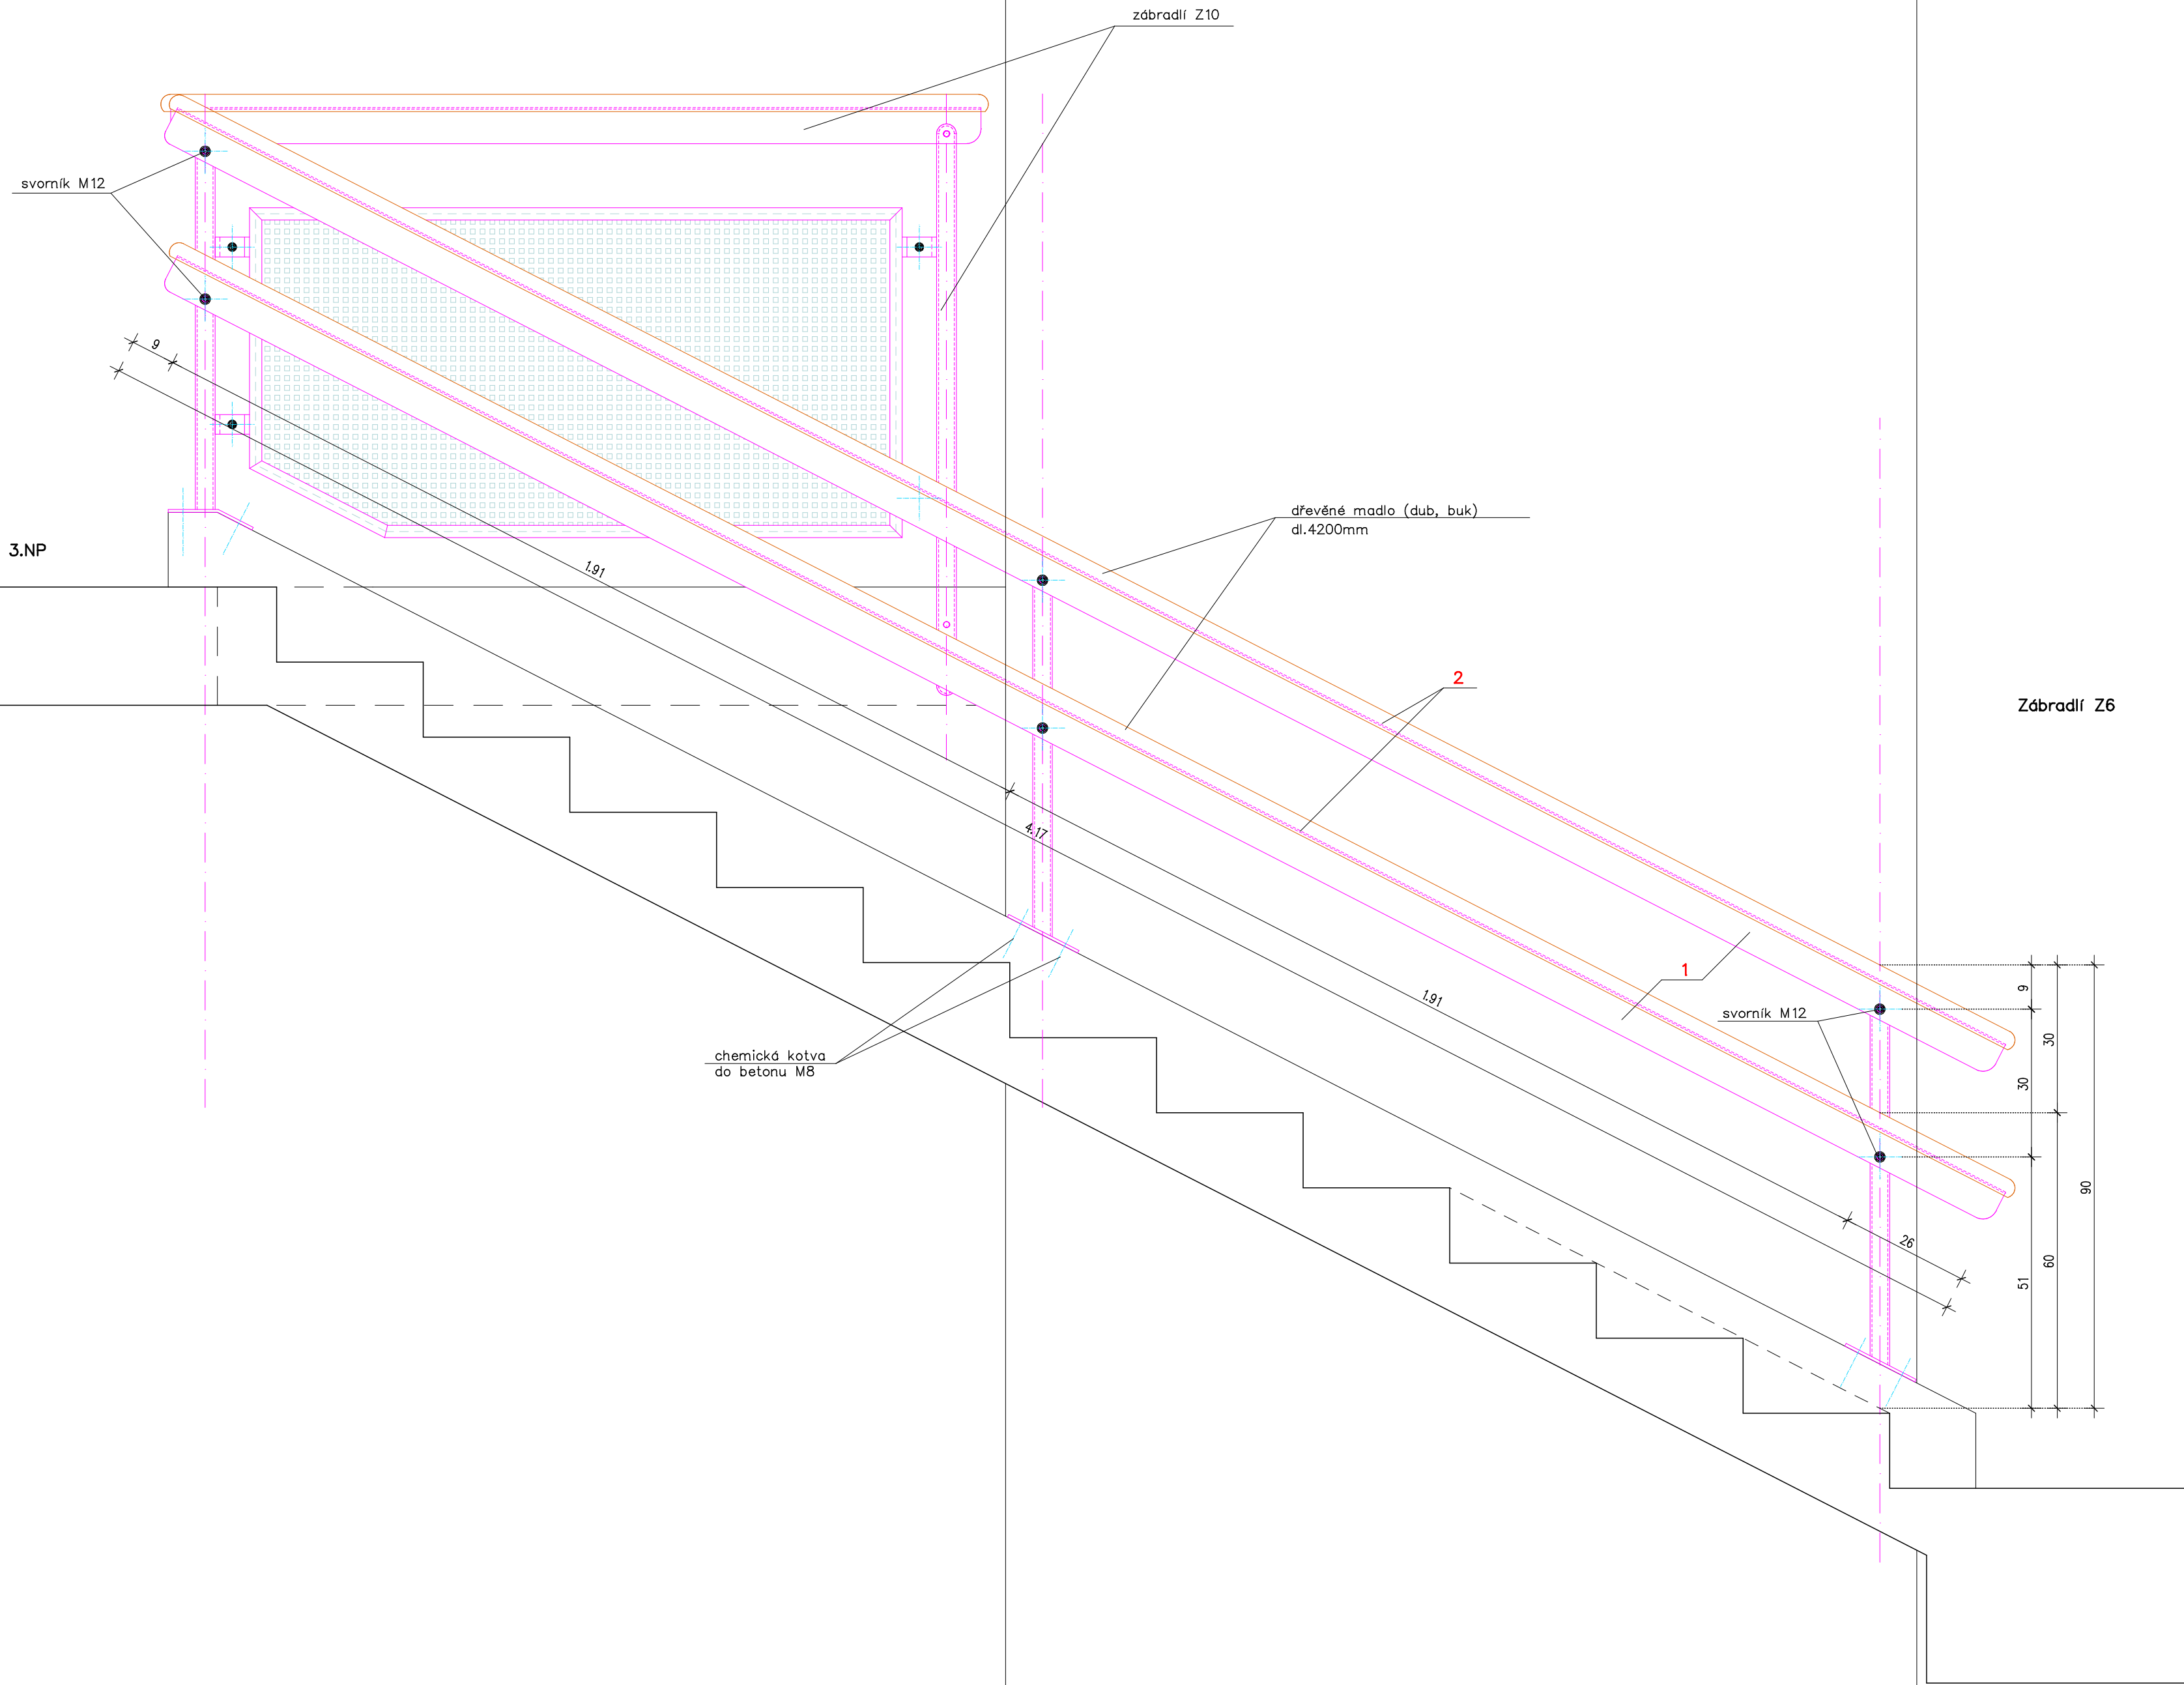 zábradlí Z10
svorník M12
9
dřevěné madlo (dub, buk)
dl.4200mm
3.NP
1.91
2
Zábradlí Z6
4.17
1
9
svorník M12
1.91
30
chemická kotva
do betonu M8
30
90
26
60
51